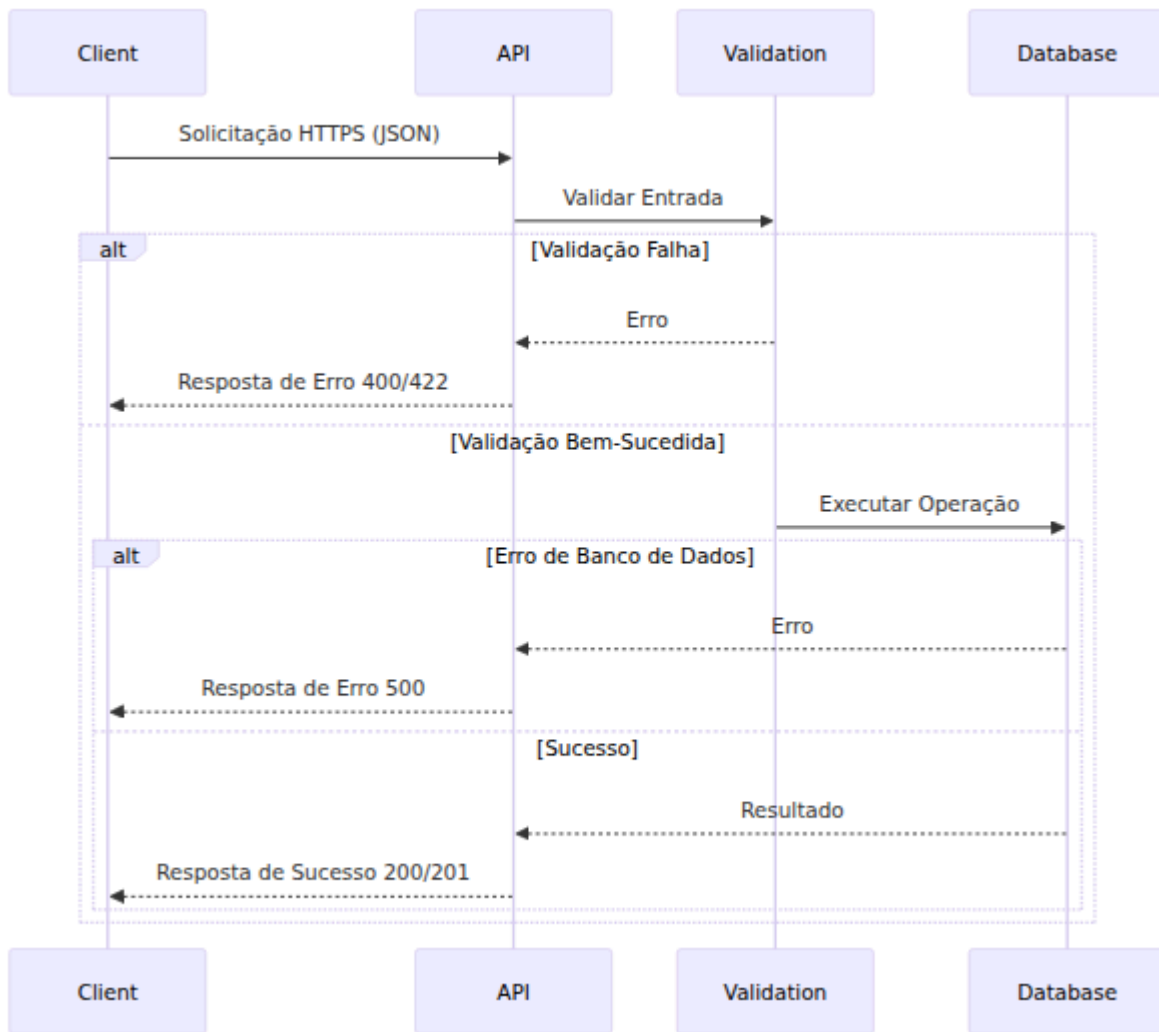 Client
API
Validation
Database
Solicitação HTTPS (JSON)
Validar Entrada
alt
[Validação Falha]
Erro
Resposta de Erro 400/422
[Validação Bem-Sucedida]
Executar Operação
alt
[Erro de Banco de Dados]
Erro
Resposta de Erro 500
[Sucesso]
Resultado
Resposta de Sucesso 200/201
Client
API
Validation
Database